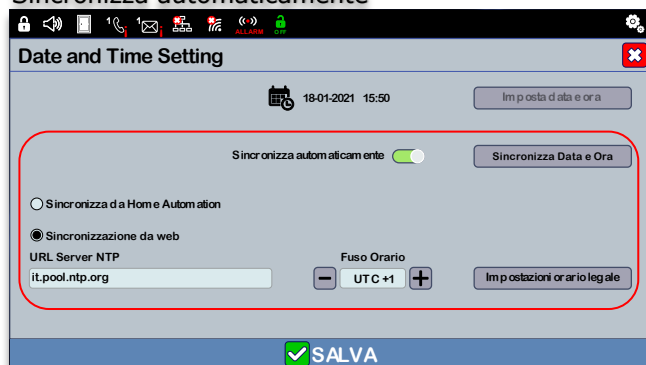 Sincronizza automaticamente
1 1 ALLARM OFF
Date and Time Setting
18-01-2021 15:50 Imposta data e ora
Sincronizza automaticamente Sincronizza Data e Ora
Sincronizza da Home Automation
Sincronizzazione da web
URL Server NTP Fuso Orario
it.pool.ntp.org UTC +1 Impostazioni orario legale
SALVA